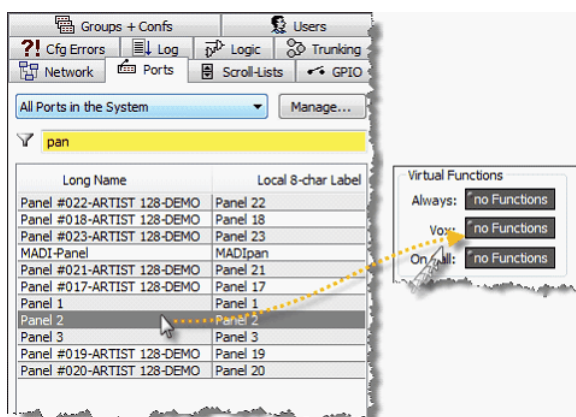 Groups + Confs Users
?! Cfg Errors Log Logic Trunking
Network Ports Scroll-Lists GPIO
All Ports in the System Manage...
pan
Long Name Local 8-char Label
Panel #022-ARTIST 128-DEMO Panel 22
Panel #018-ARTIST 128-DEMO Panel 18
Panel #023-ARTIST 128-DEMO Panel 23
MADI-Panel MADIpan
Panel #021-ARTIST 128-DEMO Panel 21
Panel #017-ARTIST 128-DEMO Panel 17
Panel 1 Panel 1
Panel 2 Panel 2
Panel 3 Panel 3
Panel #019-ARTIST 128-DEMO Panel 19
Panel #020-ARTIST 128-DEMO Panel 20
Virtual Functions
Always: no Functions
Vox: no Functions
On Call: no Functions